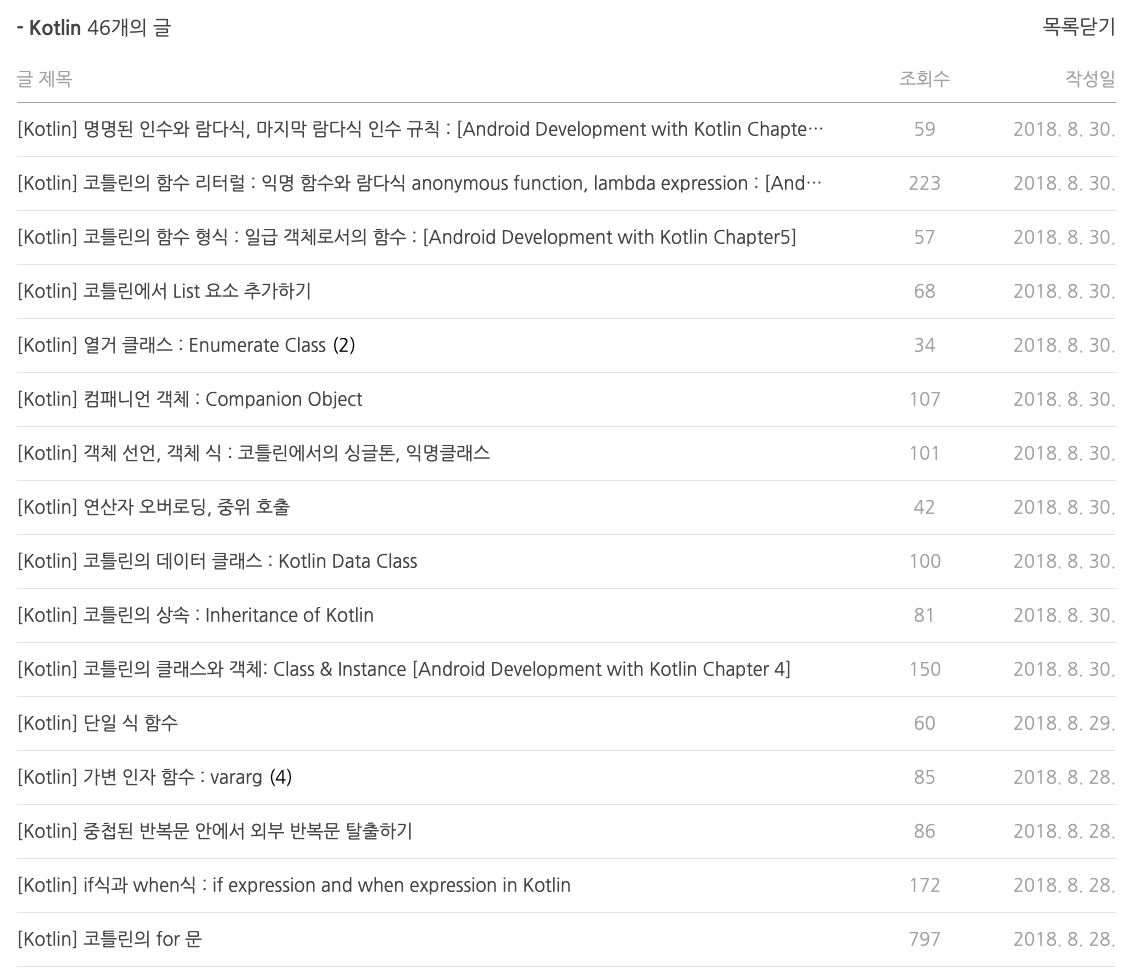 - Kotlin 46개의 글 목록닫기
글 제목 조회수 작성일
[Kotlin] 명명된 인수와 람다식, 마지막 람다식 인수 규칙 : [Android Development with Kotlin Chapte… 59 2018. 8. 30.
[Kotlin] 코틀린의 함수 리터럴 : 익명 함수와 람다식 anonymous function, lambda expression : [And… 223 2018. 8. 30.
[Kotlin] 코틀린의 함수 형식 : 일급 객체로서의 함수 : [Android Development with Kotlin Chapter5] 57 2018. 8. 30.
[Kotlin] 코틀린에서 List 요소 추가하기 68 2018. 8. 30.
[Kotlin] 열거 클래스 : Enumerate Class (2) 34 2018. 8. 30.
[Kotlin] 컴패니언 객체 : Companion Object 107 2018. 8. 30.
[Kotlin] 객체 선언, 객체 식 : 코틀린에서의 싱글톤, 익명클래스 101 2018. 8. 30.
[Kotlin] 연산자 오버로딩, 중위 호출 42 2018. 8. 30.
[Kotlin] 코틀린의 데이터 클래스 : Kotlin Data Class 100 2018. 8. 30.
[Kotlin] 코틀린의 상속 : Inheritance of Kotlin 81 2018. 8. 30.
[Kotlin] 코틀린의 클래스와 객체: Class & Instance [Android Development with Kotlin Chapter 4] 150 2018. 8. 30.
[Kotlin] 단일 식 함수 60 2018. 8. 29.
[Kotlin] 가변 인자 함수 : vararg (4) 85 2018. 8. 28.
[Kotlin] 중첩된 반복문 안에서 외부 반복문 탈출하기 86 2018. 8. 28.
[Kotlin] if식과 when식 : if expression and when expression in Kotlin 172 2018. 8. 28.
[Kotlin] 코틀린의 for 문 797 2018. 8. 28.